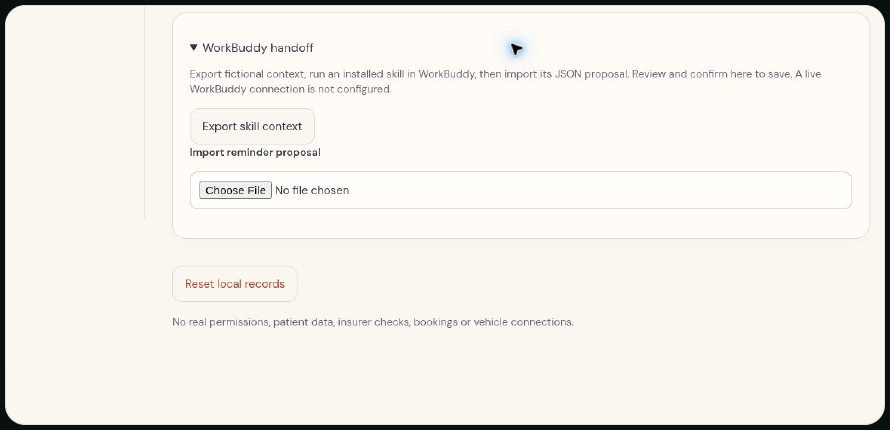 ▼ WorkBuddy handoff
Export fictional context, run an installed skill in WorkBuddy, then import its JSON proposal. Review and confirm here to save. A live
WorkBuddy connection is not configured.
Export skill context
Import reminder proposal
Choose File No file chosen
Reset local records
No real permissions, patient data, insurer checks, bookings or vehicle connections.